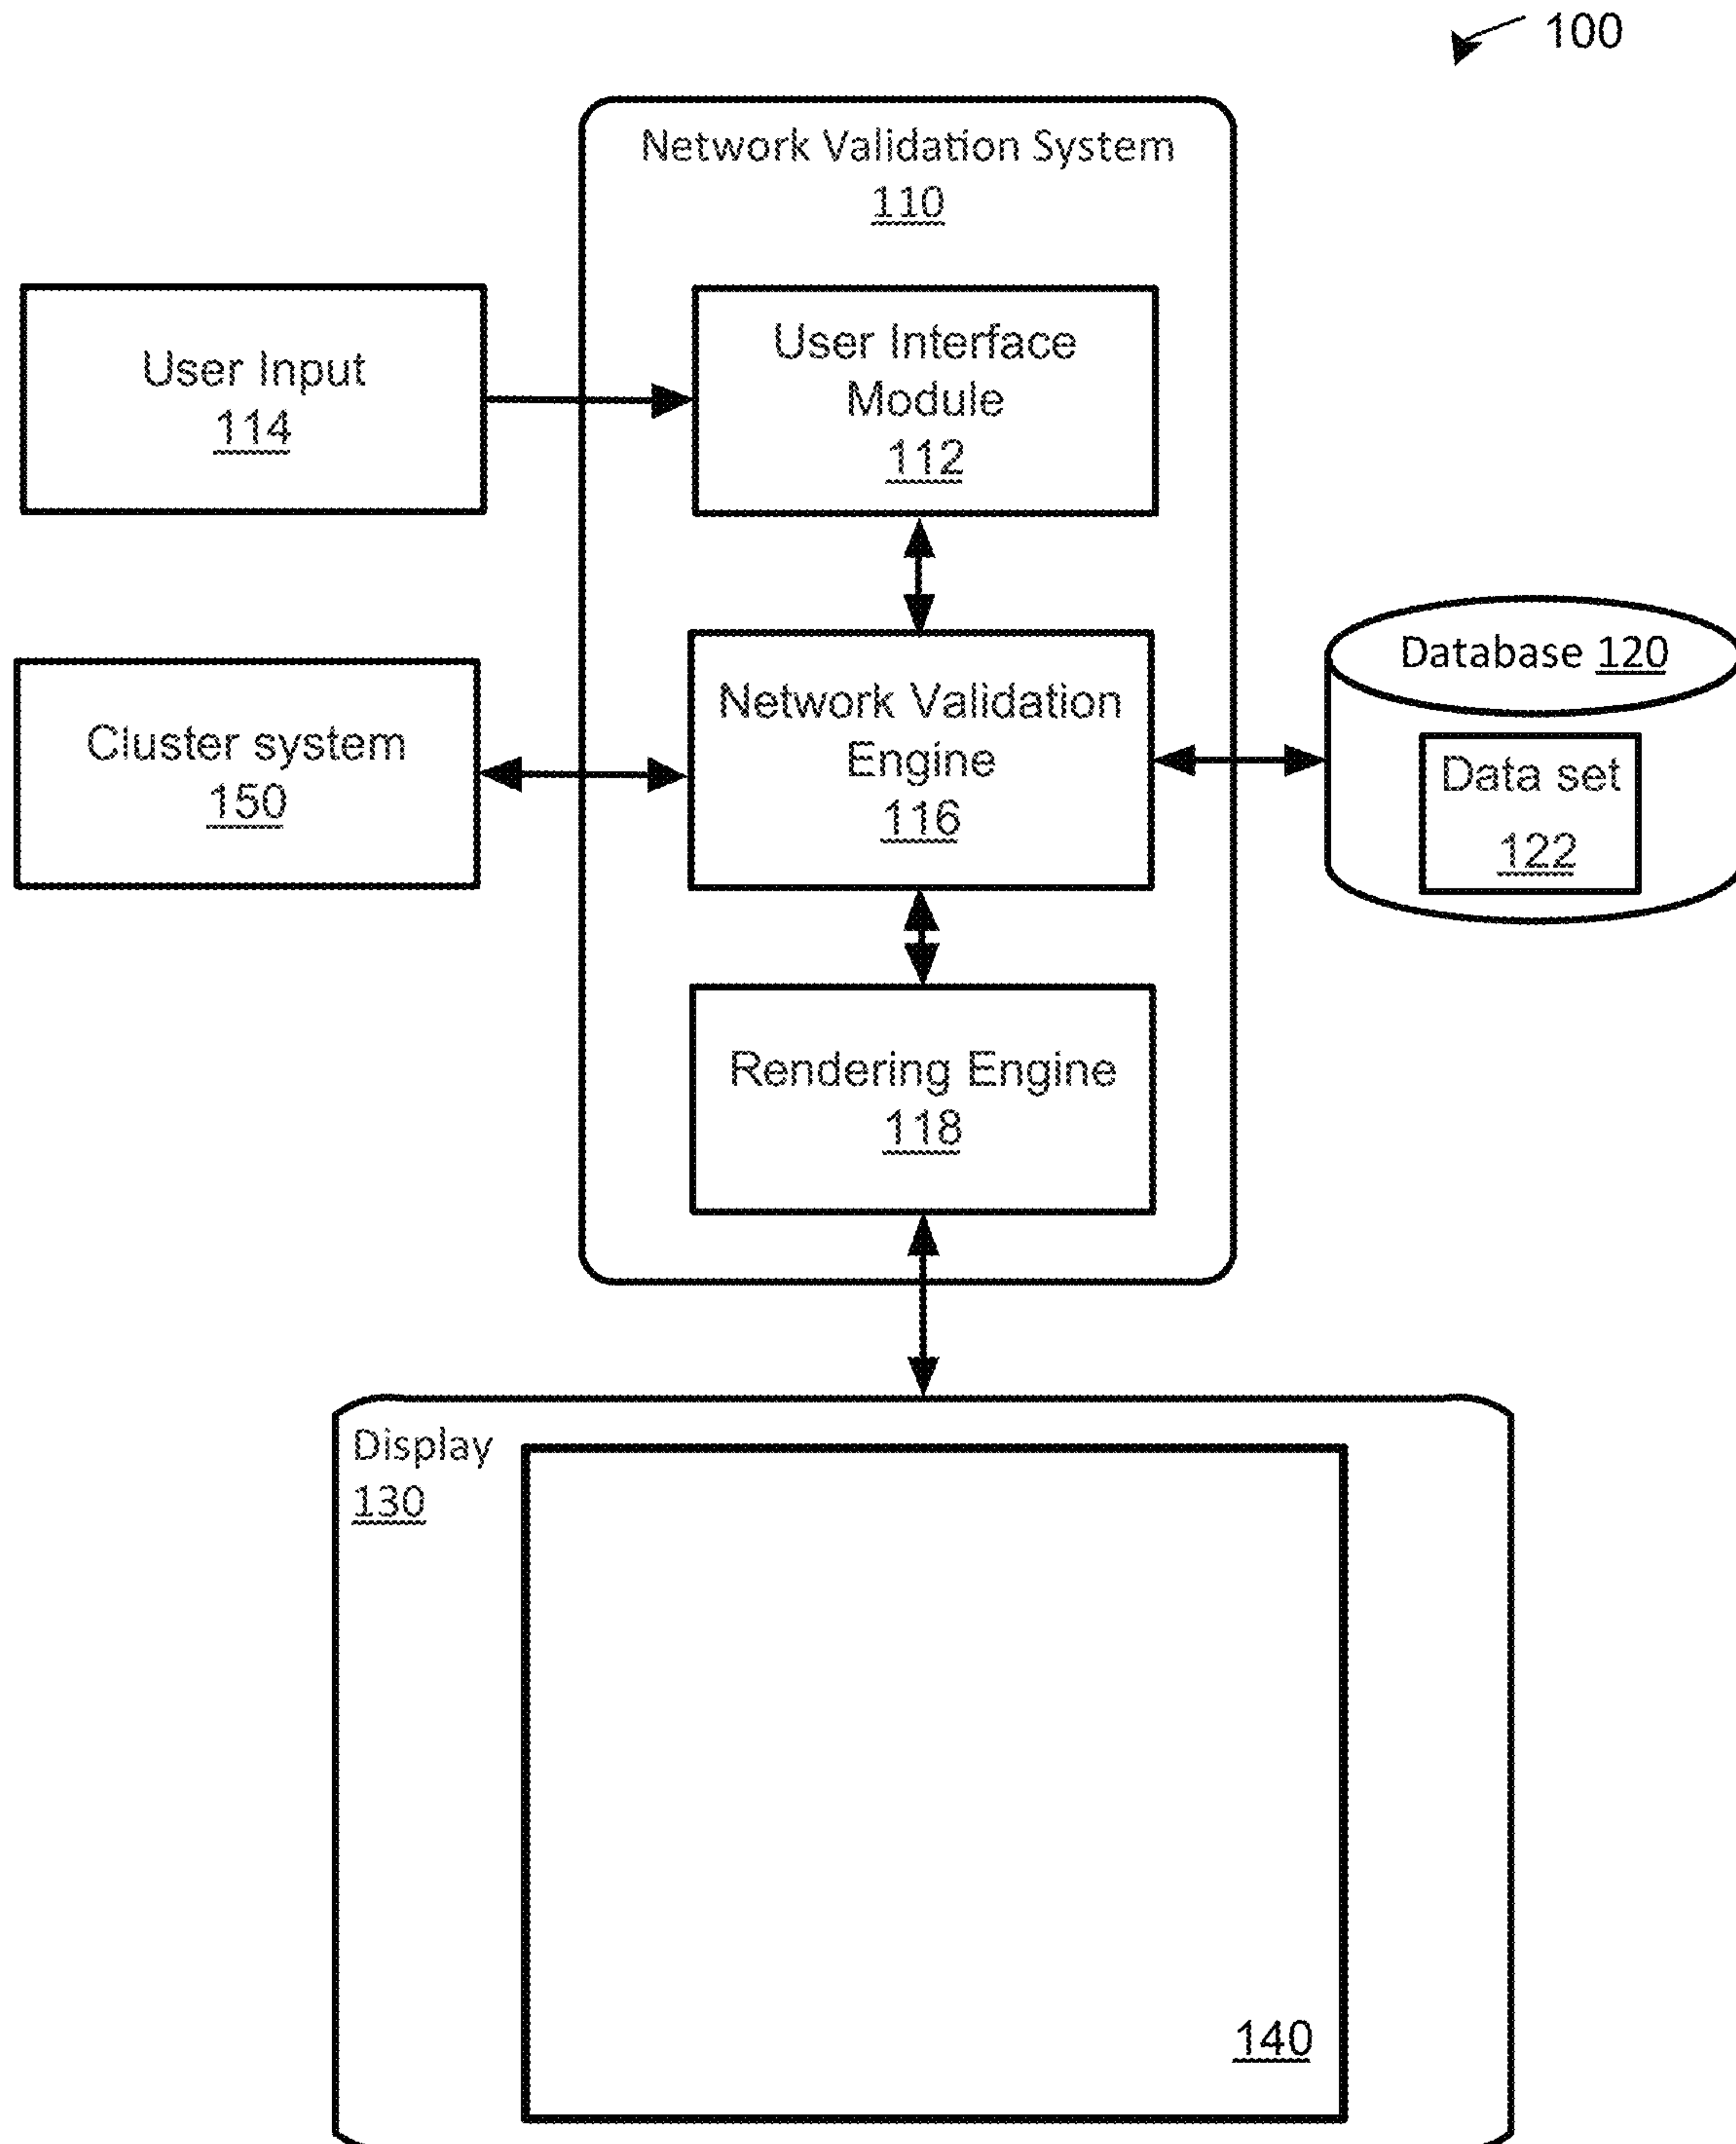 100
Network Validation System
110
User Input
114
User Interface
Module
112
Cluster system
150
Network Validation
Engine
116
Database 120
Data set
122
Rendering Engine
118
Display
130
140